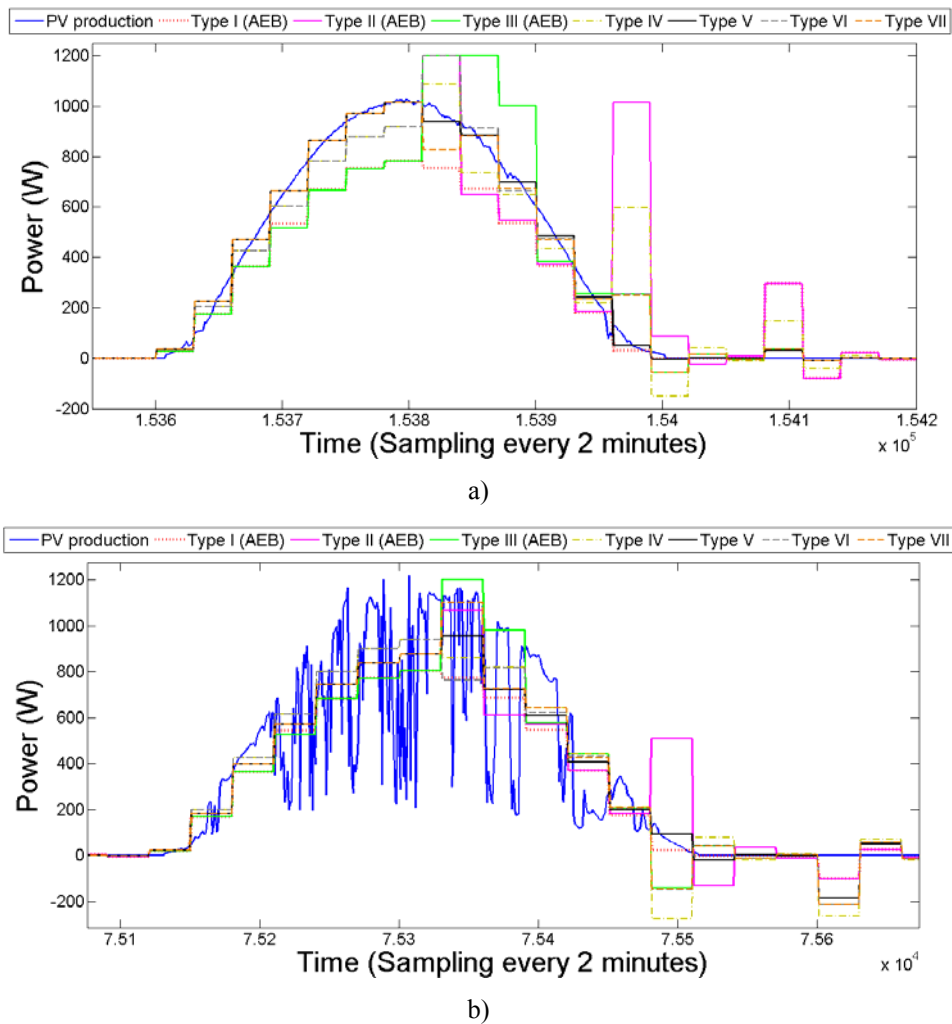 PV production Type I (AEB) Type II (AEB) Type III (AEB) Type IV Type V Type VI Type VII
1200
1000
800
600
400
200
0
-200
Power (W)
1.536 1.537 1.538 1.539 1.54 1.541 1.542
x 10⁵
Time (Sampling every 2 minutes)
a)
PV production Type I (AEB) Type II (AEB) Type III (AEB) Type IV Type V Type VI Type VII
1200
1000
800
600
400
200
0
-200
Power (W)
7.51 7.52 7.53 7.54 7.55 7.56
x 10⁴
Time (Sampling every 2 minutes)
b)